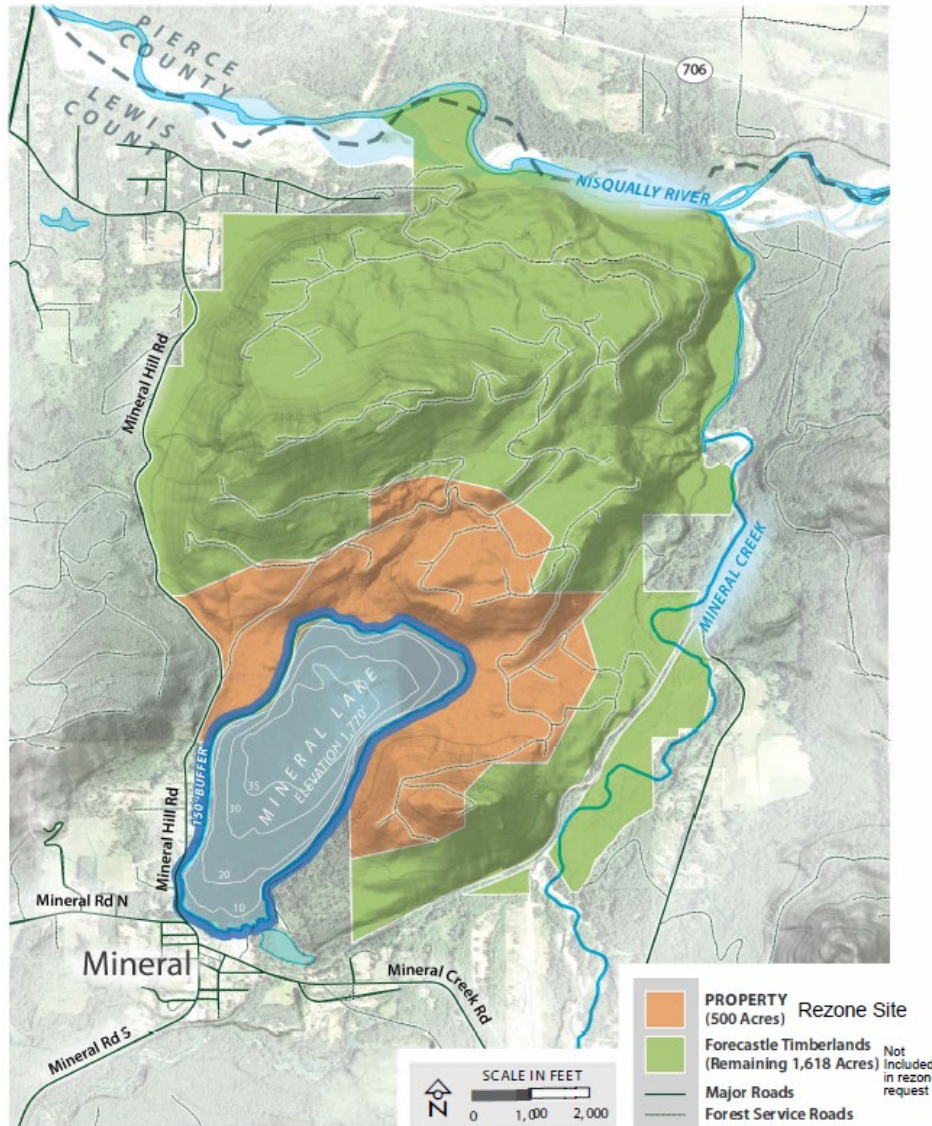 PIERCE
COUNTY
LEWIS
COUNTY
706
NISQUALLY RIVER
Mineral Hill Rd
MINERAL CREEK
MINERAL LAKE
ELEVATION 1,770'
150' BUFFER
35
30
20
10
Mineral Hill Rd
Mineral Rd N
Mineral
Mineral Creek Rd
Mineral Rd S
SCALE IN FEET
0 1,000 2,000
N
PROPERTY
(500 Acres) Rezone Site
Forecastle Timberlands
(Remaining 1,618 Acres)
Not
Included
in rezone
request
Major Roads
Forest Service Roads